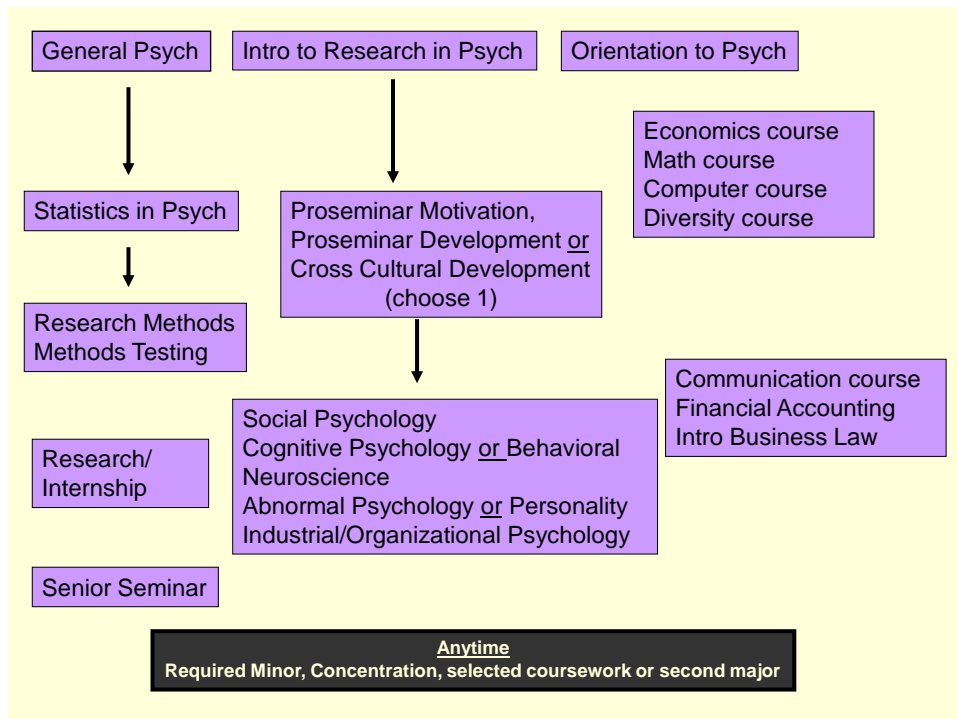 General Psych
Intro to Research in Psych
Orientation to Psych
Economics course
Math course
Computer course
Diversity course
Statistics in Psych
Proseminar Motivation,
Proseminar Development or
Cross Cultural Development
(choose 1)
Research Methods
Methods Testing
Communication course
Financial Accounting
Intro Business Law
Social Psychology
Cognitive Psychology or Behavioral
Neuroscience
Abnormal Psychology or Personality
Industrial/Organizational Psychology
Research/
Internship
Senior Seminar
Anytime
Required Minor, Concentration, selected coursework or second major